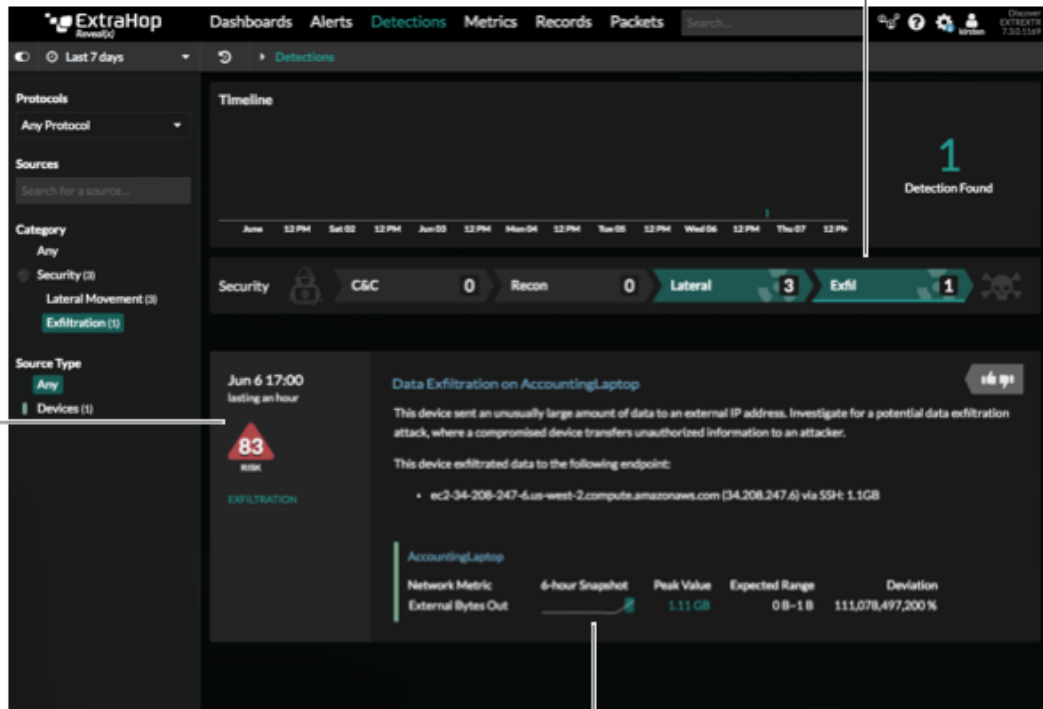 ExtraHop
Reveal(x)
Dashboards Alerts Detections Metrics Records Packets Search...
kirsten
Discover
EXTREXTR
7.3.0.1169
Last 7 days
Detections
Protocols
Any Protocol
Sources
Search for a source...
Category
Any
Security (3)
Lateral Movement (3)
Exfiltration (1)
Source Type
Any
Devices (1)
Timeline
June 12 PM Sat 02 12 PM Jun 03 12 PM Mon 04 12 PM Tue 05 12 PM Wed 06 12 PM Thu 07 12 PM
1
Detection Found
Security C&C 0 Recon 0 Lateral 3 Exfil 1
Jun 6 17:00
lasting an hour
83
RISK
EXFILTRATION
Data Exfiltration on AccountingLaptop
This device sent an unusually large amount of data to an external IP address. Investigate for a potential data exfiltration
attack, where a compromised device transfers unauthorized information to an attacker.
This device exfiltrated data to the following endpoint:
• ec2-34-208-247-6.us-west-2.compute.amazonaws.com (34.208.247.6) via SSH: 1.1GB
AccountingLaptop
Network Metric 6-hour Snapshot Peak Value Expected Range Deviation
External Bytes Out 1.11 GB 0 B–1 B 111,078,497,200 %